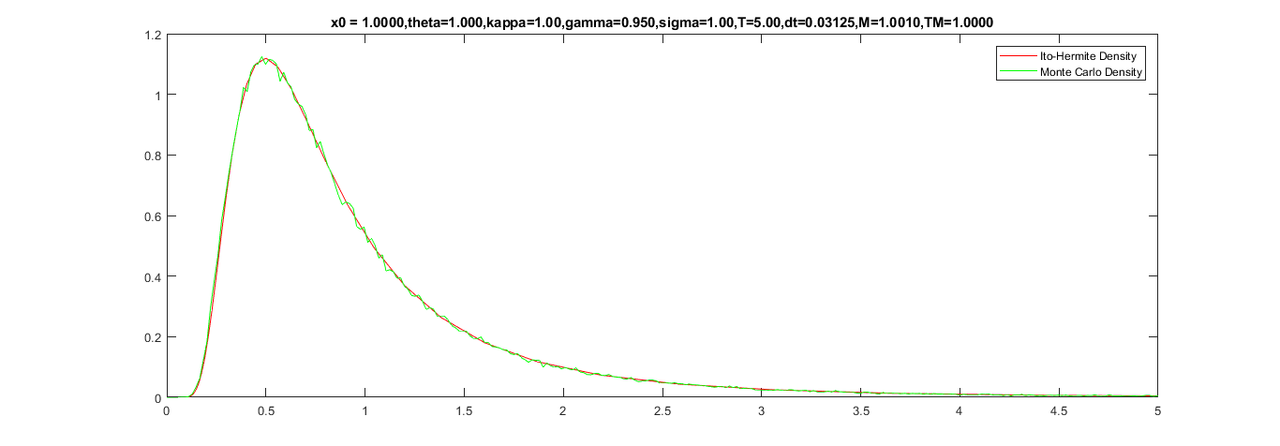 x0 = 1.0000,theta=1.000,kappa=1.00,gamma=0.950,sigma=1.00,T=5.00,dt=0.03125,M=1.0010,TM=1.0000
Ito-Hermite Density
Monte Carlo Density
1.2
1
0.8
0.6
0.4
0.2
0
0 0.5 1 1.5 2 2.5 3 3.5 4 4.5 5